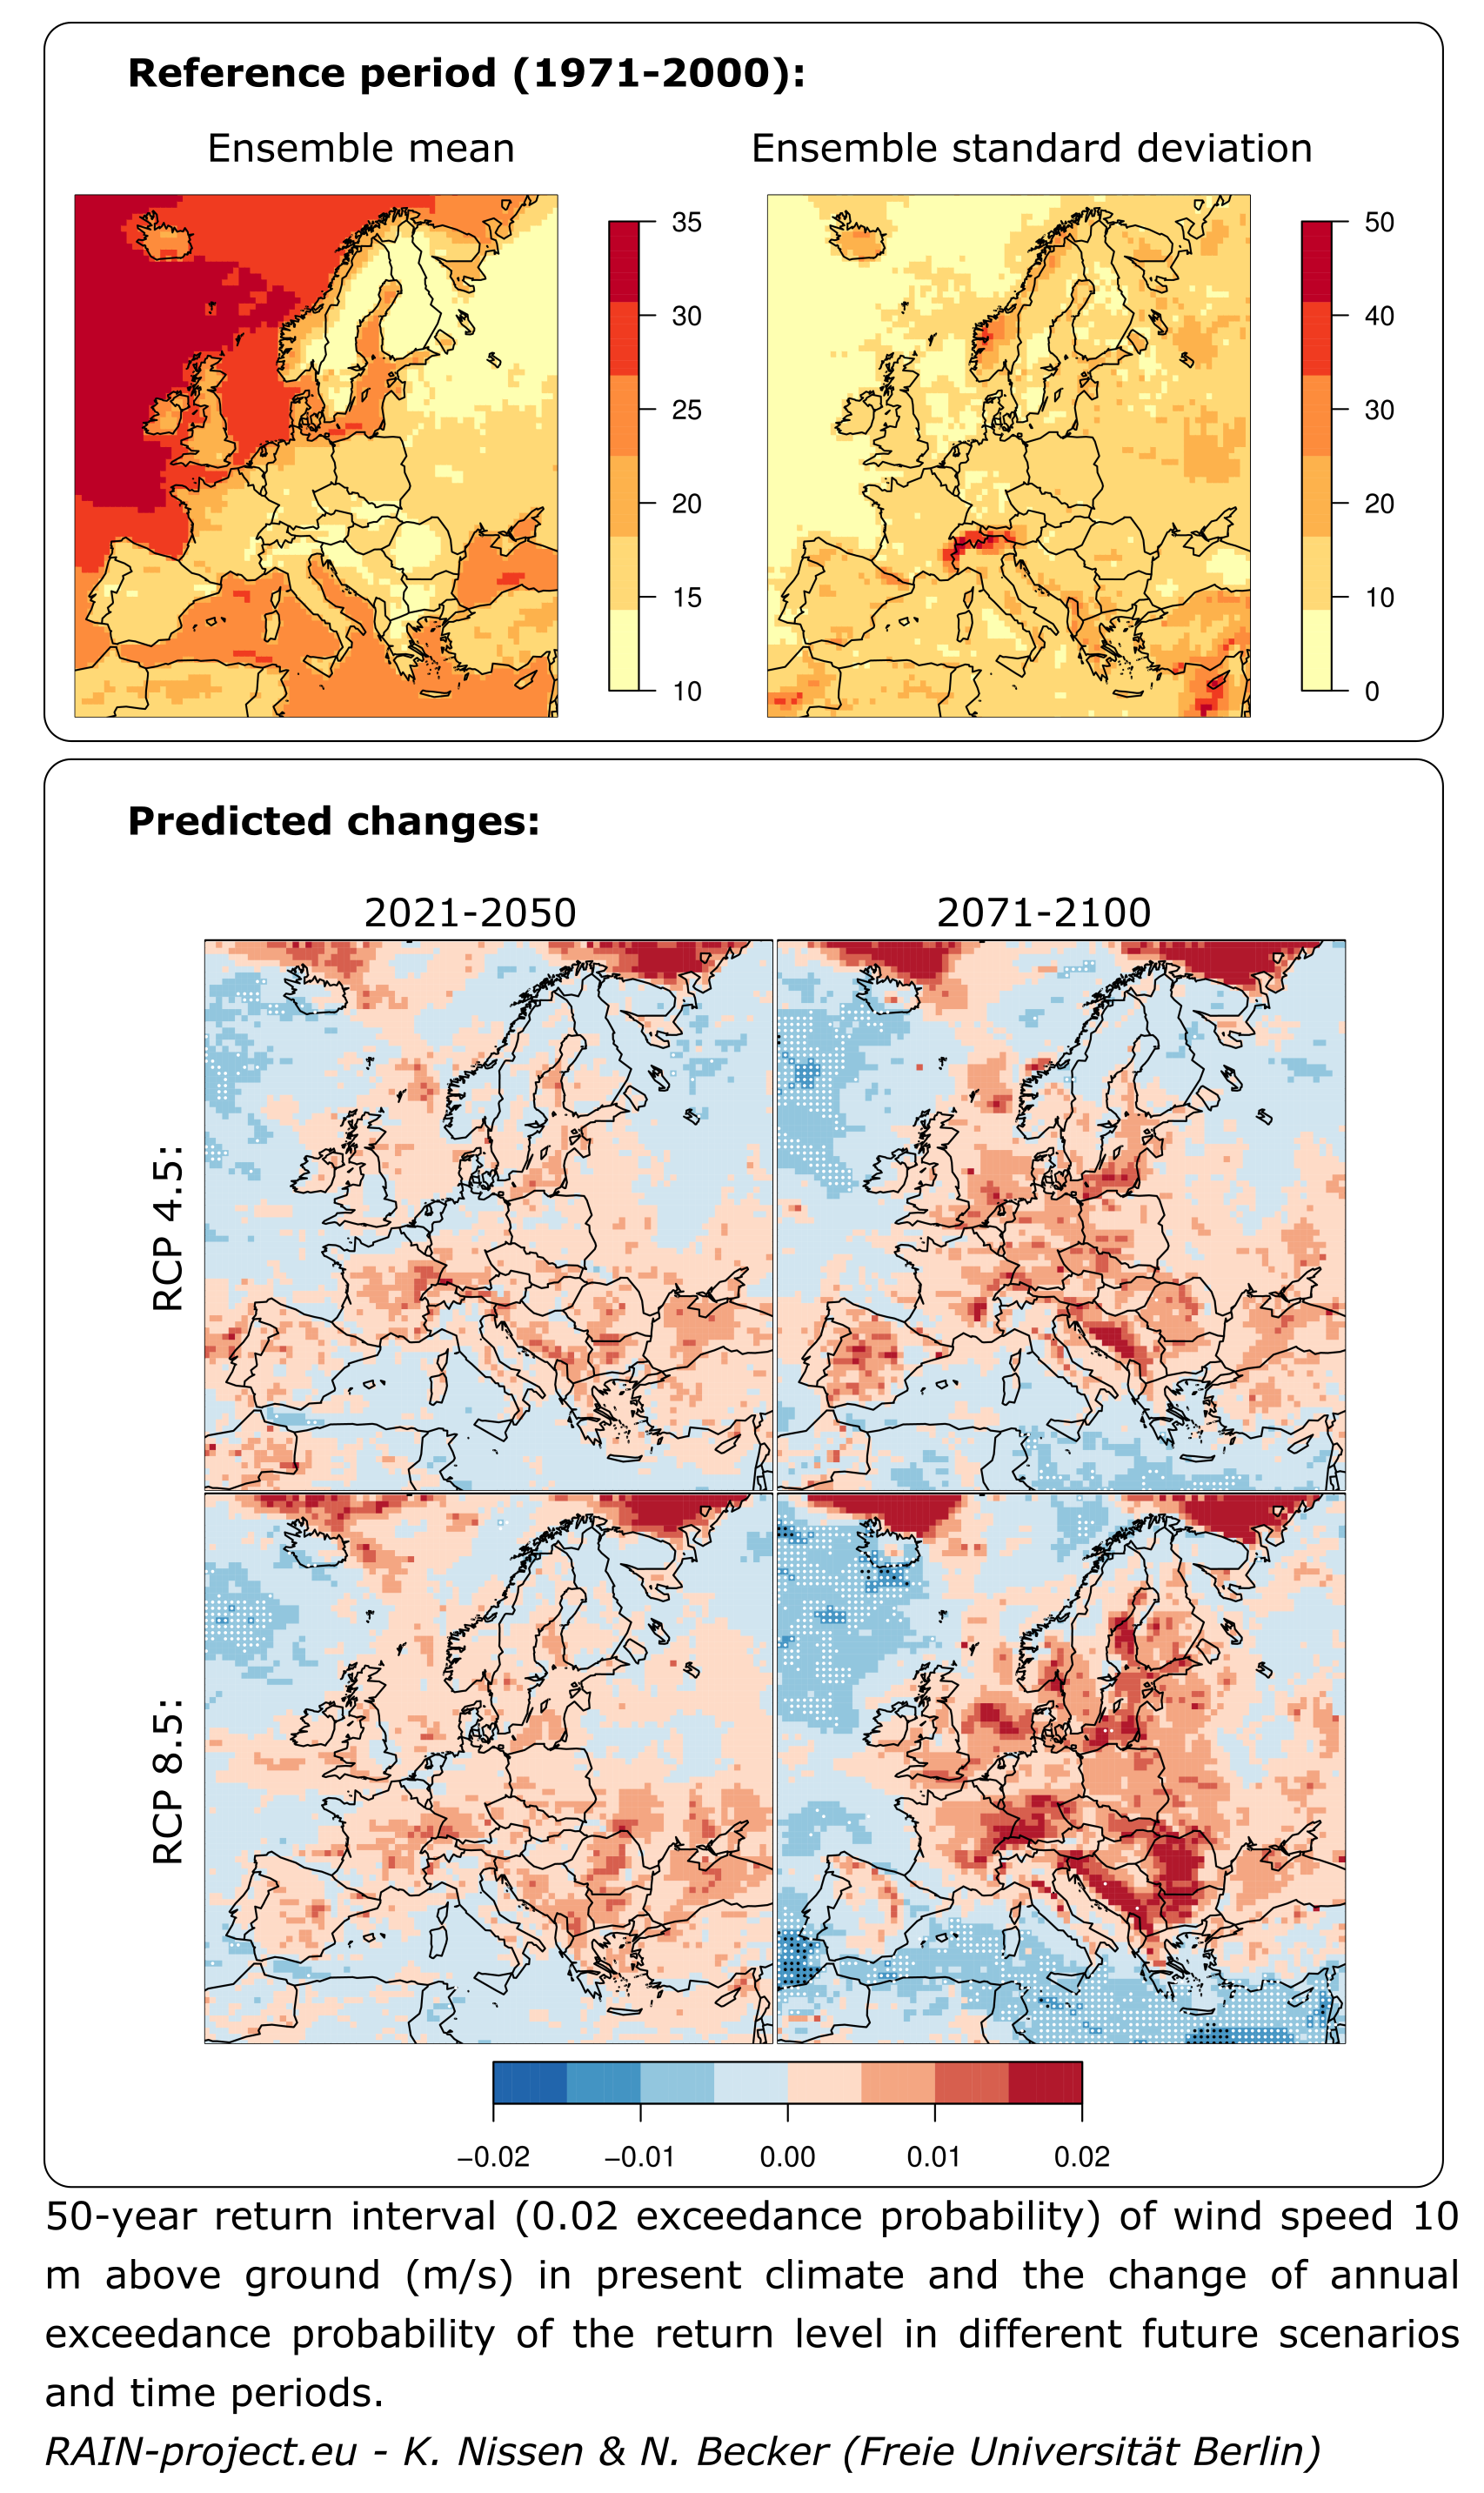 Reference period (1971-2000):
Ensemble mean
Ensemble standard deviation
35
30
25
20
15
10
50
40
30
20
10
0
Predicted changes:
2021-2050
2071-2100
RCP 4.5:
RCP 8.5:
−0.02
−0.01
0.00
0.01
0.02
50-year return interval (0.02 exceedance probability) of wind speed 10
m above ground (m/s) in present climate and the change of annual
exceedance probability of the return level in different future scenarios
and time periods.
RAIN-project.eu - K. Nissen & N. Becker (Freie Universität Berlin)